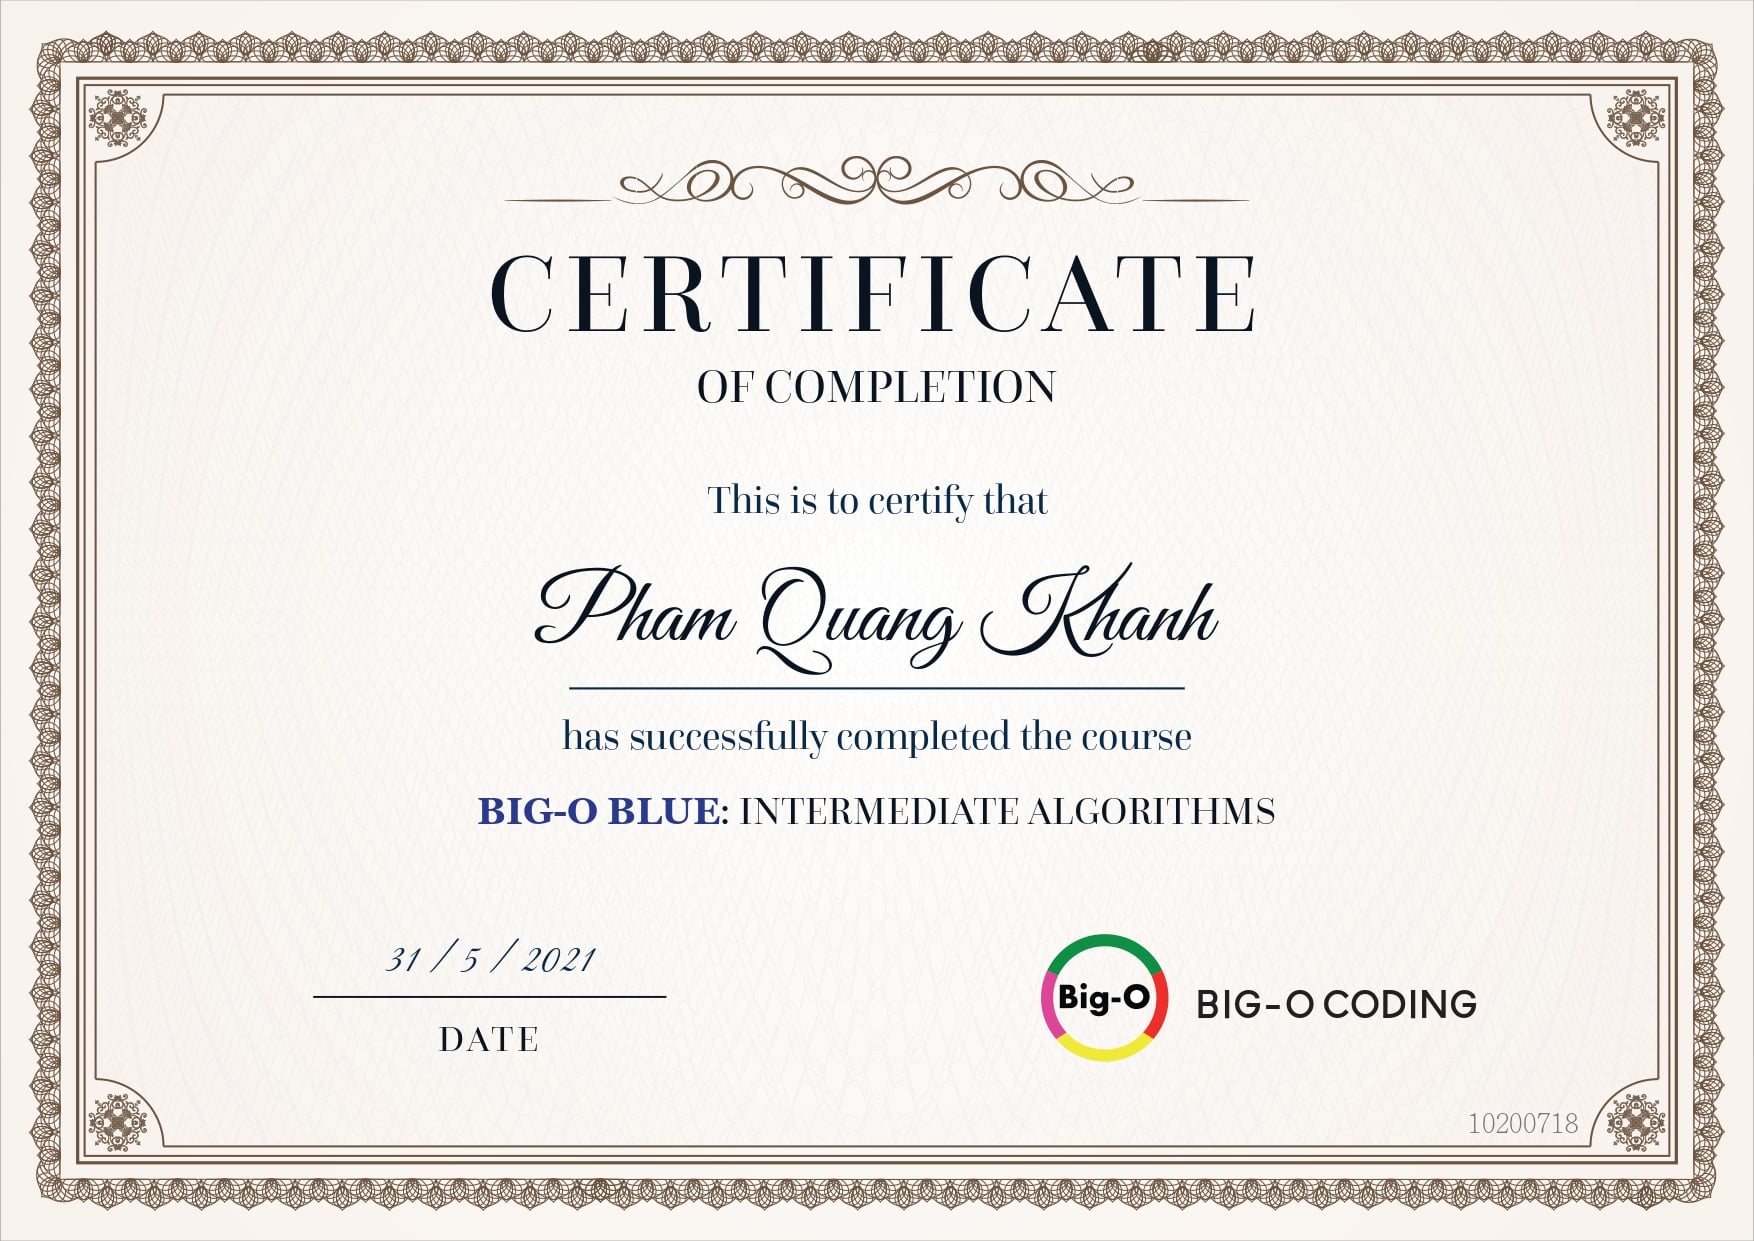 CERTIFICATE
OF COMPLETION
This is to certify that
Pham Quang Khanh
has successfully completed the course
BIG-O BLUE: INTERMEDIATE ALGORITHMS
31 / 5 / 2021
DATE
Big-O
BIG-O CODING
10200718